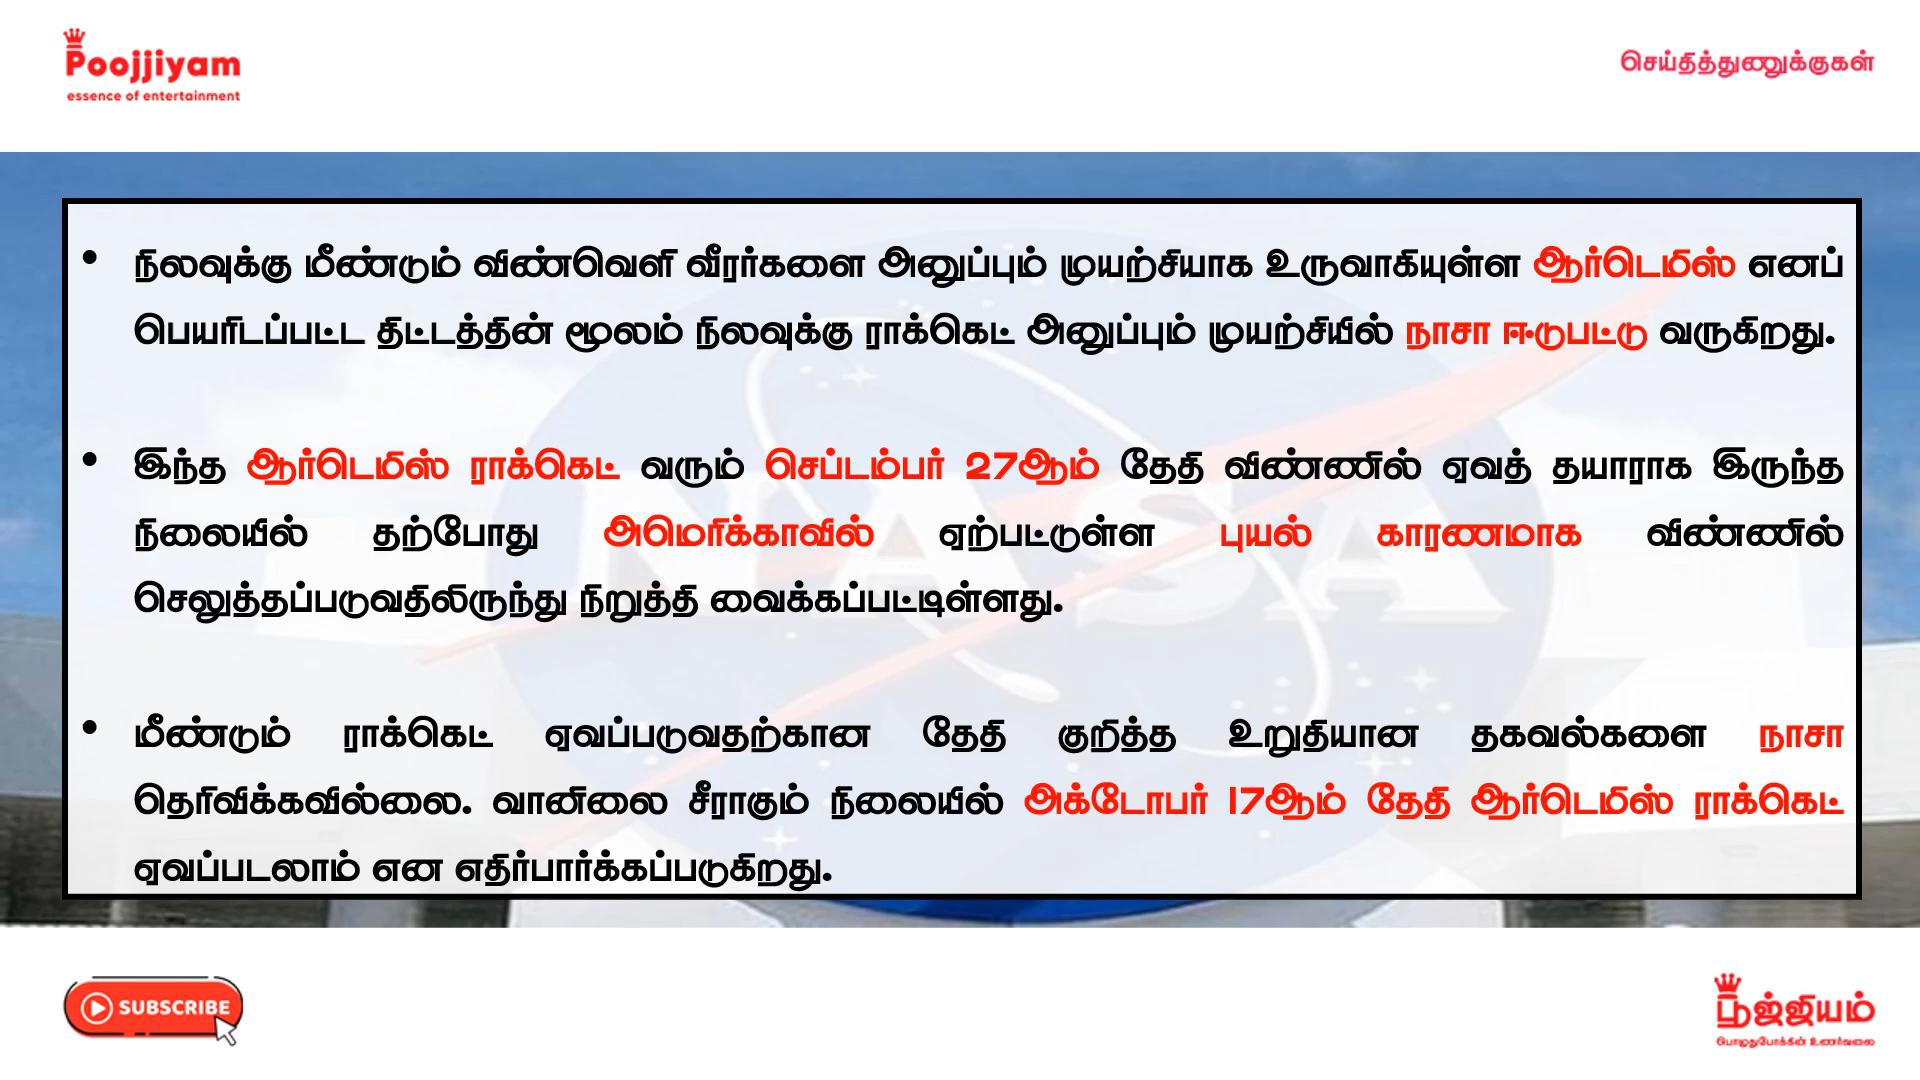 Poojjiyam
essence of entertainment
செய்தித்துணுக்குகள்
• நிலவுக்கு மீண்டும் விண்வெளி வீரர்களை அனுப்பும் முயற்சியாக உருவாகியுள்ள ஆர்டெமிஸ் எனப்
பெயரிடப்பட்ட திட்டத்தின் மூலம் நிலவுக்கு ராக்கெட் அனுப்பும் முயற்சியில் நாசா ஈடுபட்டு வருகிறது.
• இந்த ஆர்டெமிஸ் ராக்கெட் வரும் செப்டம்பர் 27ஆம் தேதி விண்ணில் ஏவத் தயாராக இருந்த
நிலையில் தற்போது அமெரிக்காவில் ஏற்பட்டுள்ள புயல் காரணமாக விண்ணில்
செலுத்தப்படுவதிலிருந்து நிறுத்தி வைக்கப்பட்டிள்ளது.
• மீண்டும் ராக்கெட் ஏவப்படுவதற்கான தேதி குறித்த உறுதியான தகவல்களை நாசா
தெரிவிக்கவில்லை. வானிலை சீராகும் நிலையில் அக்டோபர் 17ஆம் தேதி ஆர்டெமிஸ் ராக்கெட்
ஏவப்படலாம் என எதிர்பார்க்கப்படுகிறது.
NASA
SUBSCRIBE
பூஜ்ஜியம்
பொழுதுபோக்கின் உணர்வலை